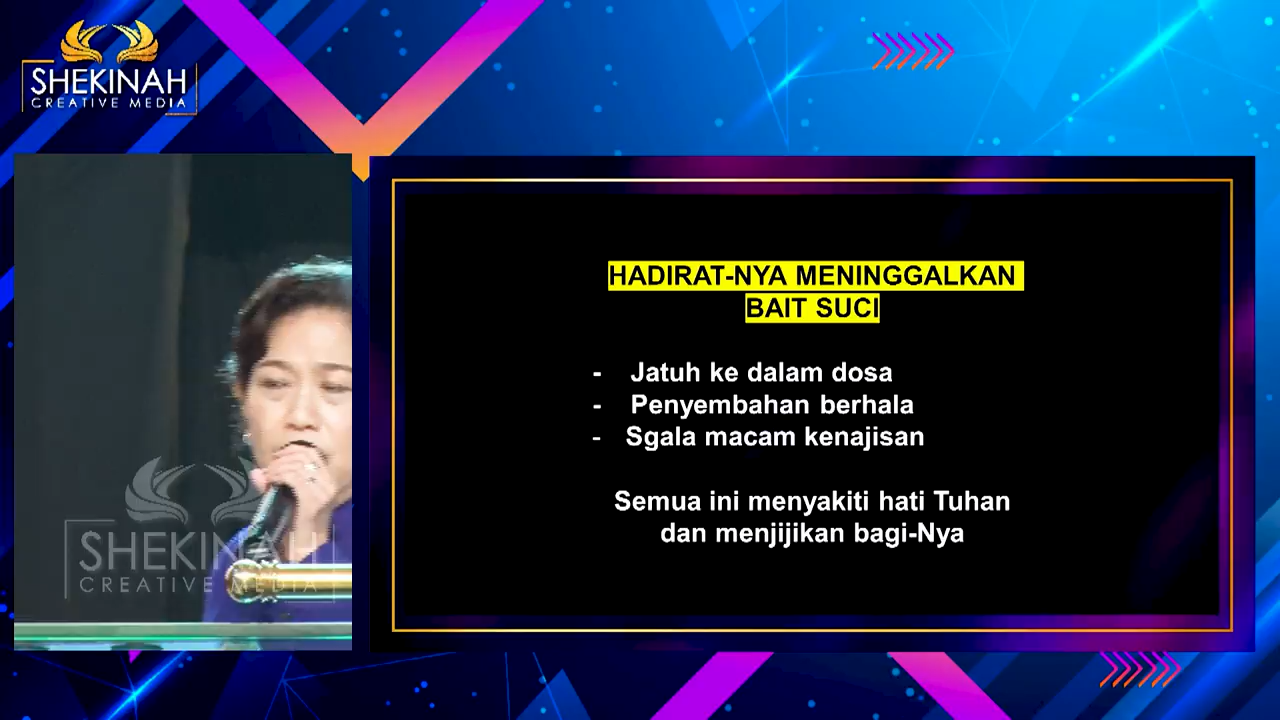 SHEKINAH
CREATIVE MEDIA
HADIRAT-NYA MENINGGALKAN
BAIT SUCI
- Jatuh ke dalam dosa
- Penyembahan berhala
- Sgala macam kenajisan
Semua ini menyakiti hati Tuhan
dan menjijikan bagi-Nya
SHEKINAH
CREATIVE MEDIA